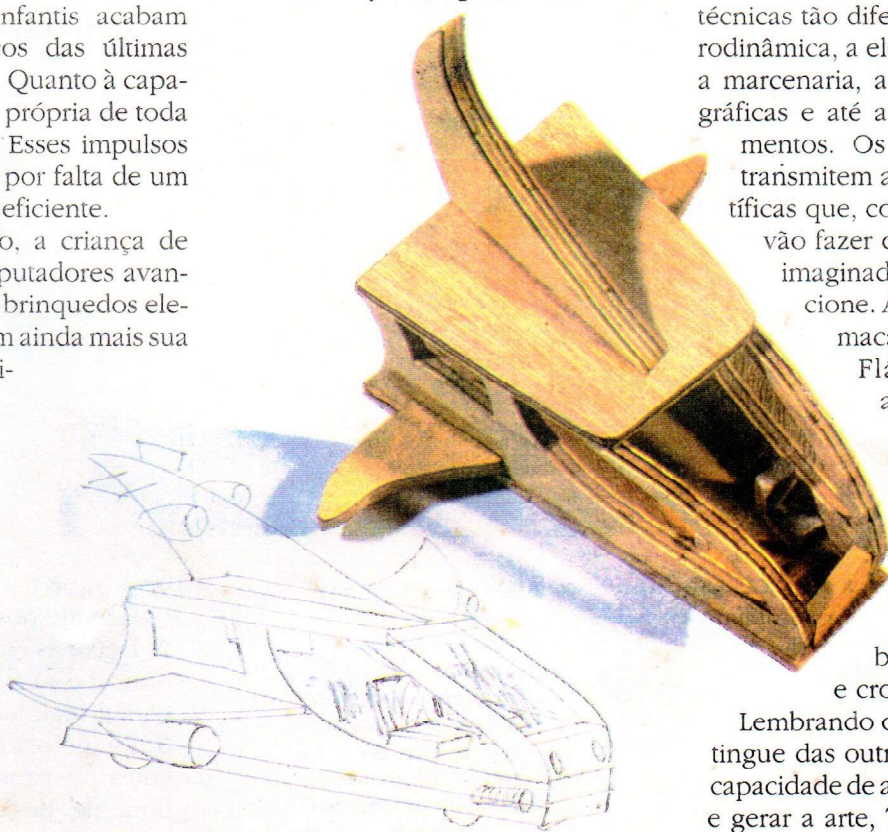 nfantis acabam
os das últimas
Quanto à capa-
própria de toda
Esses impulsos
por falta de um
eficiente.
o, a criança de
putadores avan-
brinquedos ele-
m ainda mais sua
i-
técnicas tão dife
rodinâmica, a el
a marcenaria, a
gráficas e até a
mentos. Os
transmitem a
tíficas que, co
vão fazer
imaginad
cione. A
maca
Flá
a
b
e cro
Lembrando
tingue das outr
capacidade de a
e gerar a arte,